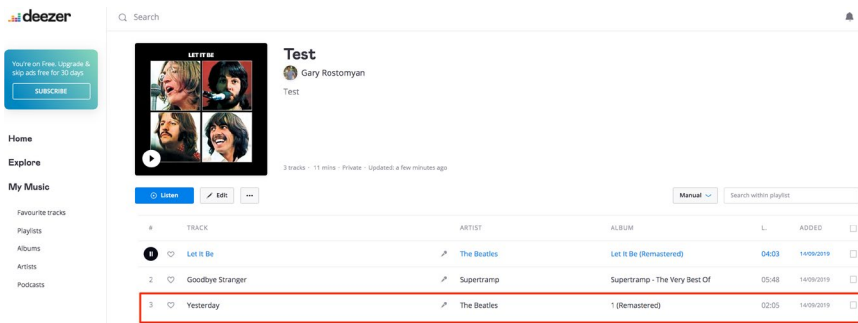 deezer
Search
You're on Free. Upgrade &
skip ads free for 30 days
SUBSCRIBE
Home
Explore
My Music
Favourite tracks
Playlists
Albums
Artists
Podcasts
LET IT BE
Test
Gary Rostomyan
Test
3 tracks · 11 mins · Private · Updated: a few minutes ago
Listen Edit ...
Manual Search within playlist
# TRACK ARTIST ALBUM L. ADDED
Let It Be The Beatles Let It Be (Remastered) 04:03 14/09/2019
2 Goodbye Stranger Supertramp Supertramp - The Very Best Of 05:48 14/09/2019
3 Yesterday The Beatles 1 (Remastered) 02:05 14/09/2019